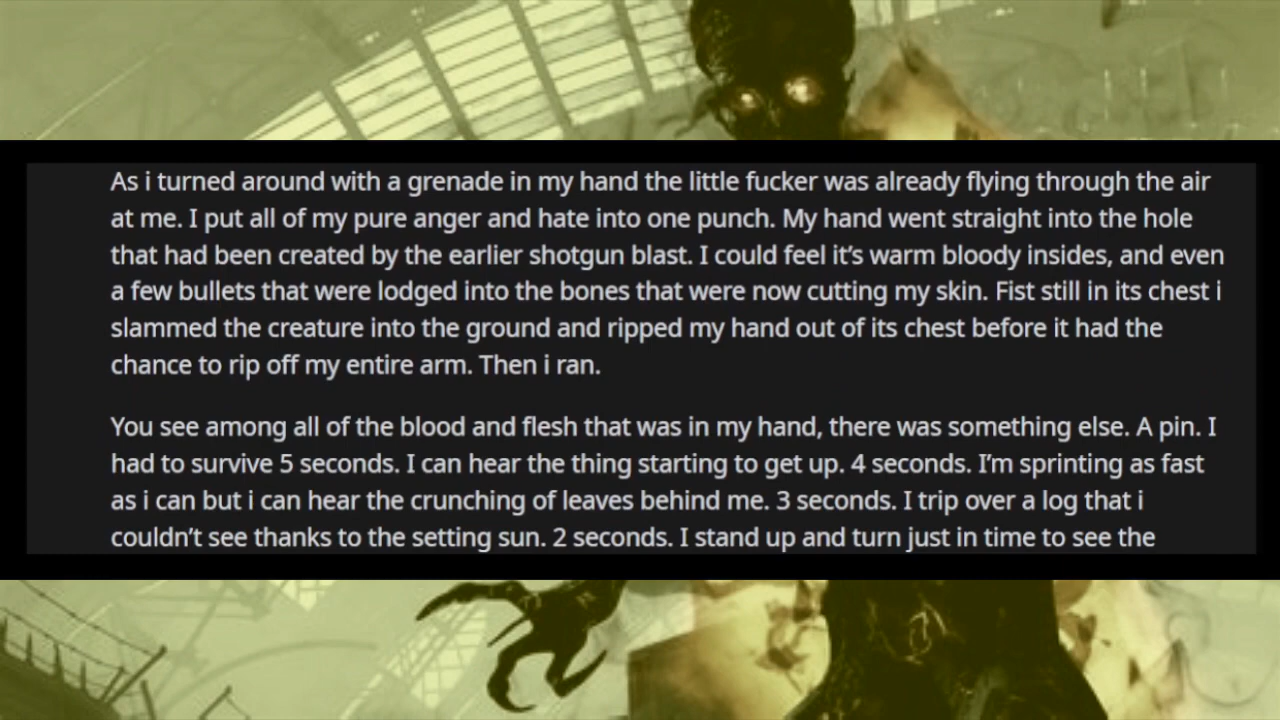 As i turned around with a grenade in my hand the little fucker was already flying through the air
at me. I put all of my pure anger and hate into one punch. My hand went straight into the hole
that had been created by the earlier shotgun blast. I could feel it’s warm bloody insides, and even
a few bullets that were lodged into the bones that were now cutting my skin. Fist still in its chest i
slammed the creature into the ground and ripped my hand out of its chest before it had the
chance to rip off my entire arm. Then i ran.
You see among all of the blood and flesh that was in my hand, there was something else. A pin. I
had to survive 5 seconds. I can hear the thing starting to get up. 4 seconds. I’m sprinting as fast
as i can but i can hear the crunching of leaves behind me. 3 seconds. I trip over a log that i
couldn’t see thanks to the setting sun. 2 seconds. I stand up and turn just in time to see the